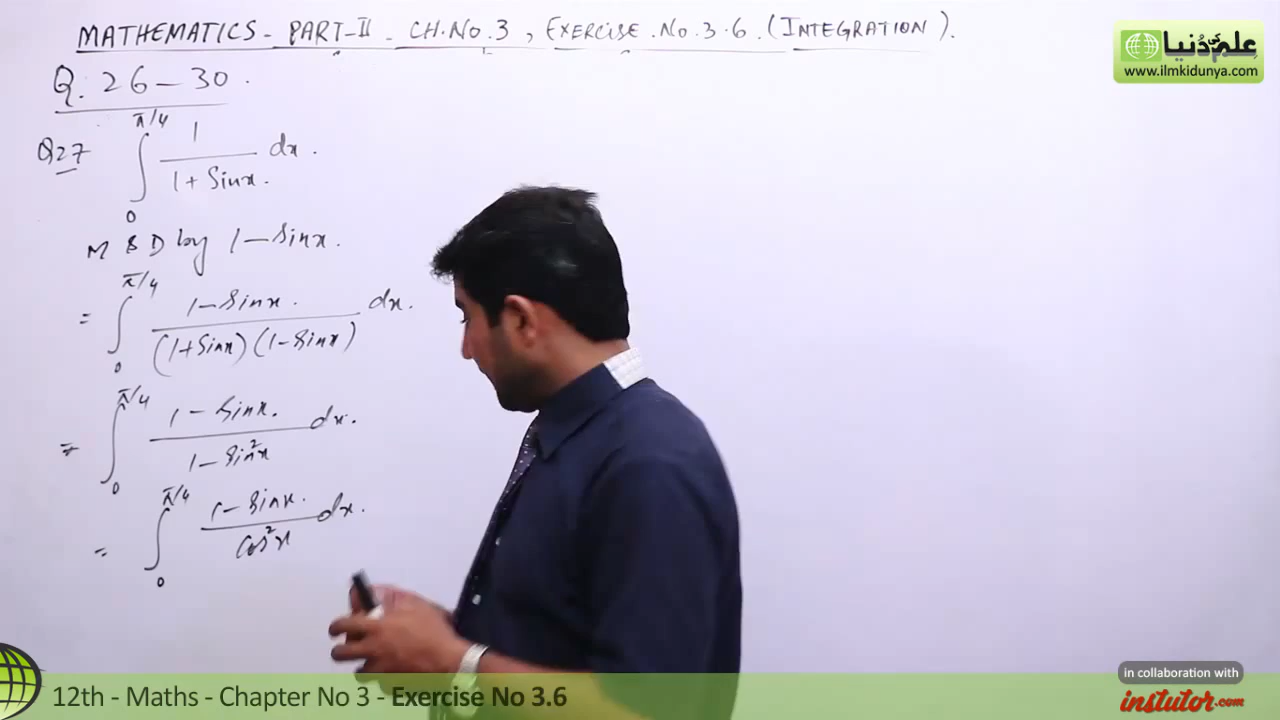 MATHEMATICS - PART-II - CH.No.3, EXERCISE.No.3.6.(INTEGRATION).
علم کی دُنیا
www.ilmkidunya.com
Q. 26-30.
Q27 ∫₀^π/4 1/(1+Sinx) dx.
M & D by 1-Sinx.
= ∫₀^π/4 (1-Sinx.)/((1+Sinx)(1-Sinx)) dx.
= ∫₀^π/4 (1-Sinx.)/(1-Sin²x) dx.
= ∫₀^π/4 (1-Sinx.)/(Cos²x) dx.
in collaboration with
instutor.com
12th - Maths - Chapter No 3 - Exercise No 3.6